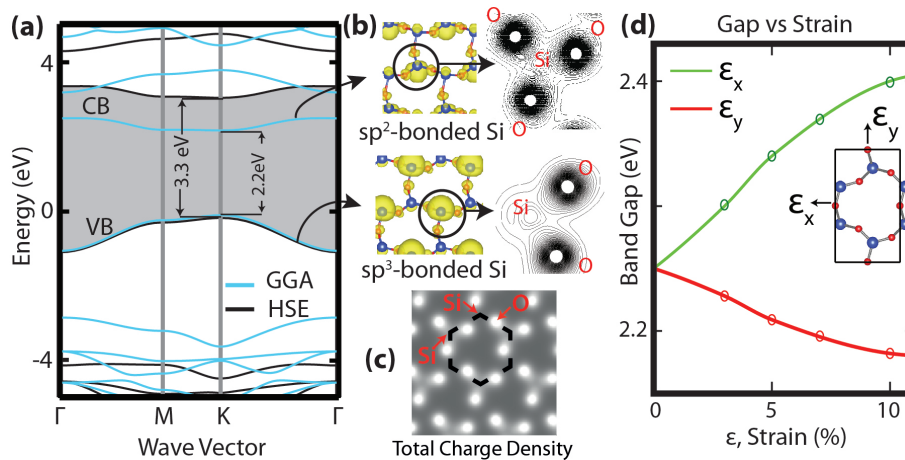 (a)
4
0
-4
Energy (eV)
CB
VB
3.3 eV
2.2eV
GGA
HSE
Γ
M
K
Γ
Wave Vector
(b)
O
Si
O
O
sp²-bonded Si
Si
O
O
sp³-bonded Si
(c)
Si
O
Si
Total Charge Density
(d)
Gap vs Strain
2.4
2.2
Band Gap (eV)
εx
εy
εy
εx
0
5
10
ε, Strain (%)